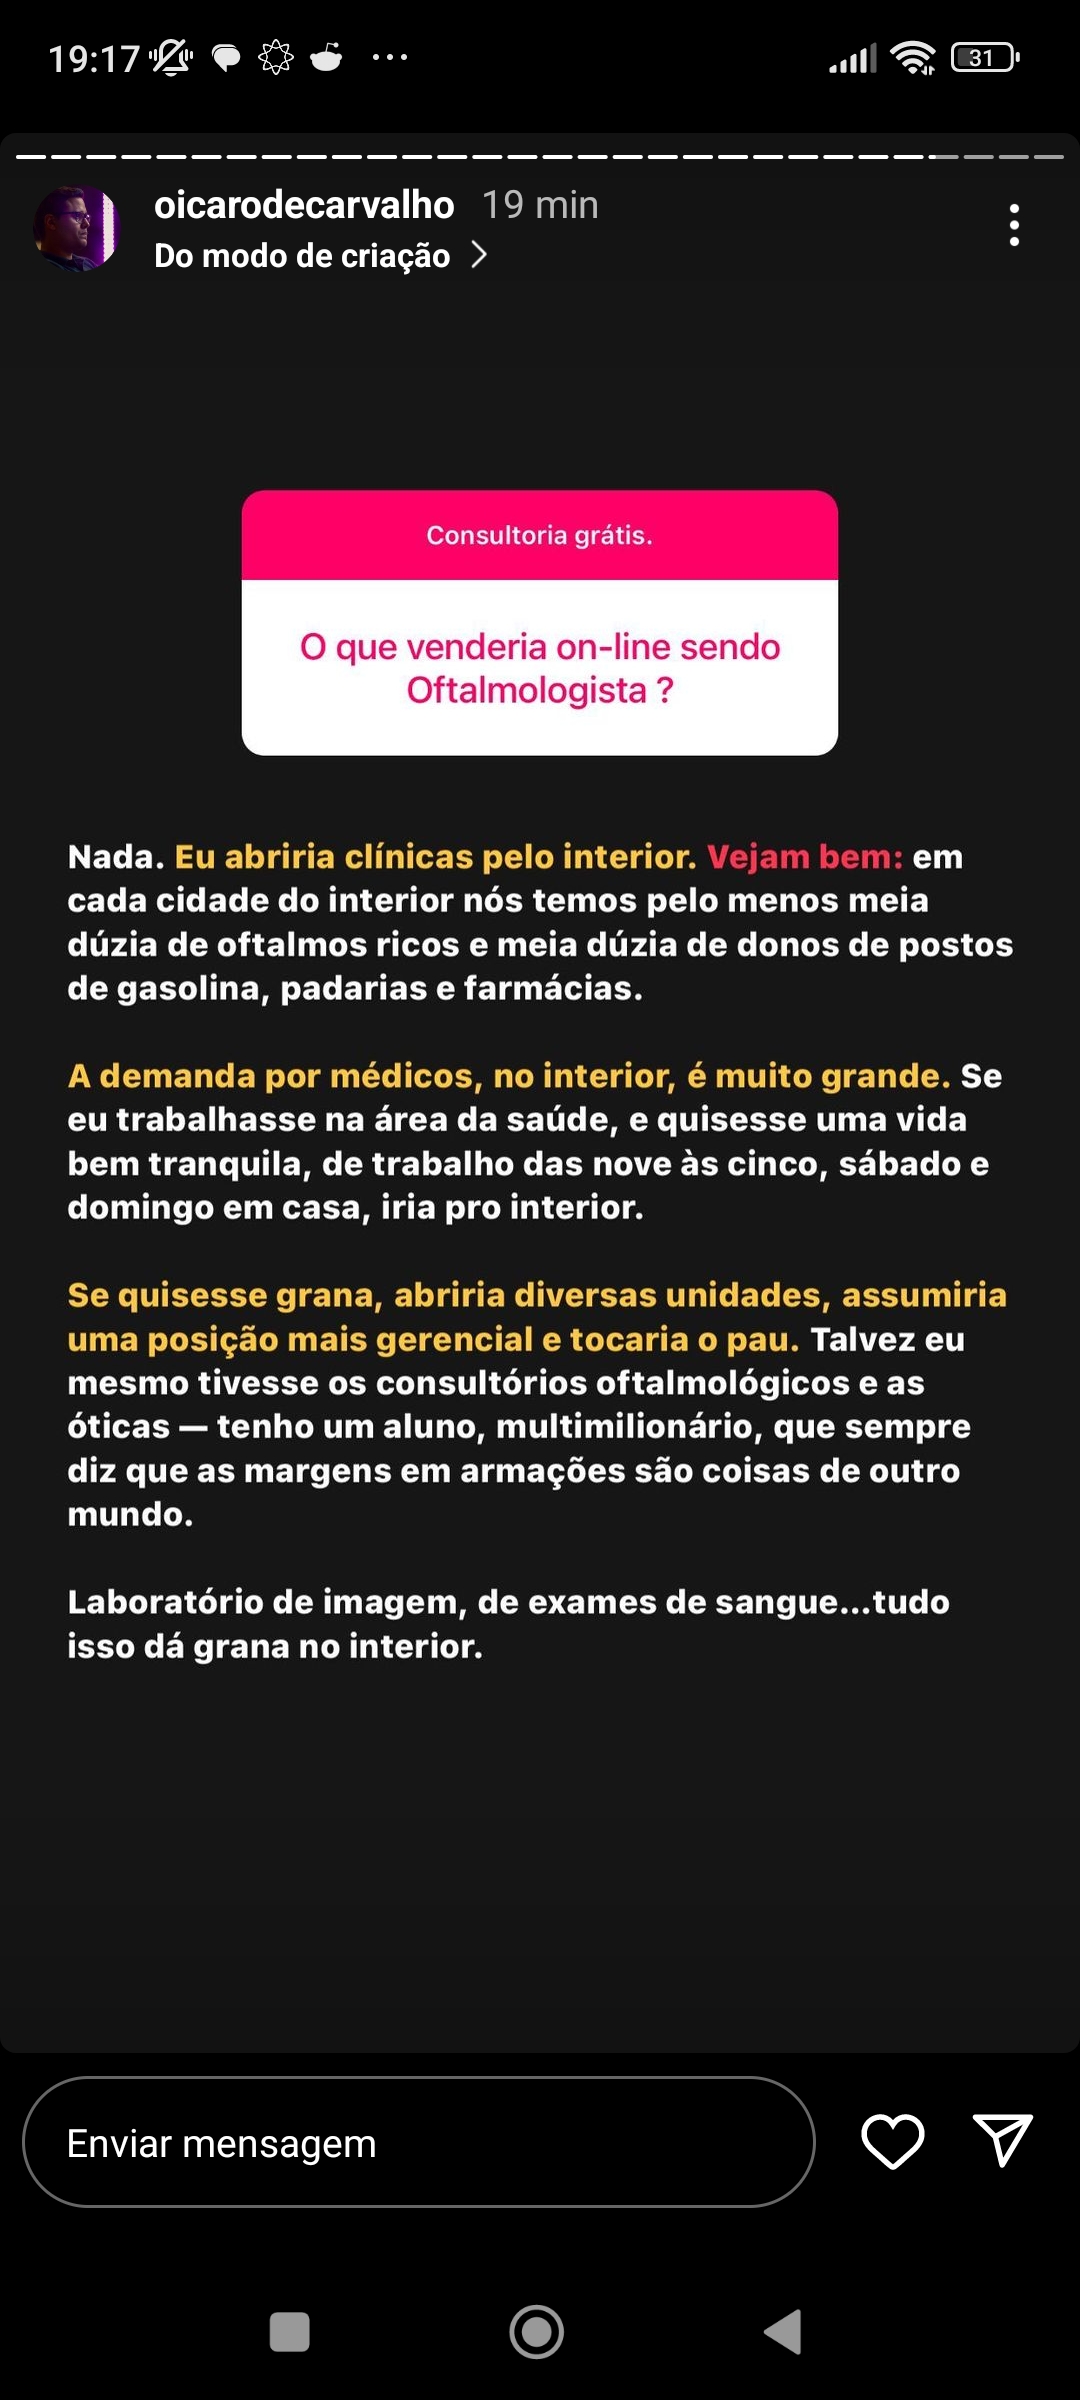 19:17
31
oicarodecarvalho 19 min
Do modo de criação
Consultoria grátis.
O que venderia on-line sendo
Oftalmologista ?
Nada. Eu abriria clínicas pelo interior. Vejam bem: em
cada cidade do interior nós temos pelo menos meia
dúzia de oftalmos ricos e meia dúzia de donos de postos
de gasolina, padarias e farmácias.
A demanda por médicos, no interior, é muito grande. Se
eu trabalhasse na área da saúde, e quisesse uma vida
bem tranquila, de trabalho das nove às cinco, sábado e
domingo em casa, iria pro interior.
Se quisesse grana, abriria diversas unidades, assumiria
uma posição mais gerencial e tocaria o pau. Talvez eu
mesmo tivesse os consultórios oftalmológicos e as
óticas — tenho um aluno, multimilionário, que sempre
diz que as margens em armações são coisas de outro
mundo.
Laboratório de imagem, de exames de sangue...tudo
isso dá grana no interior.
Enviar mensagem